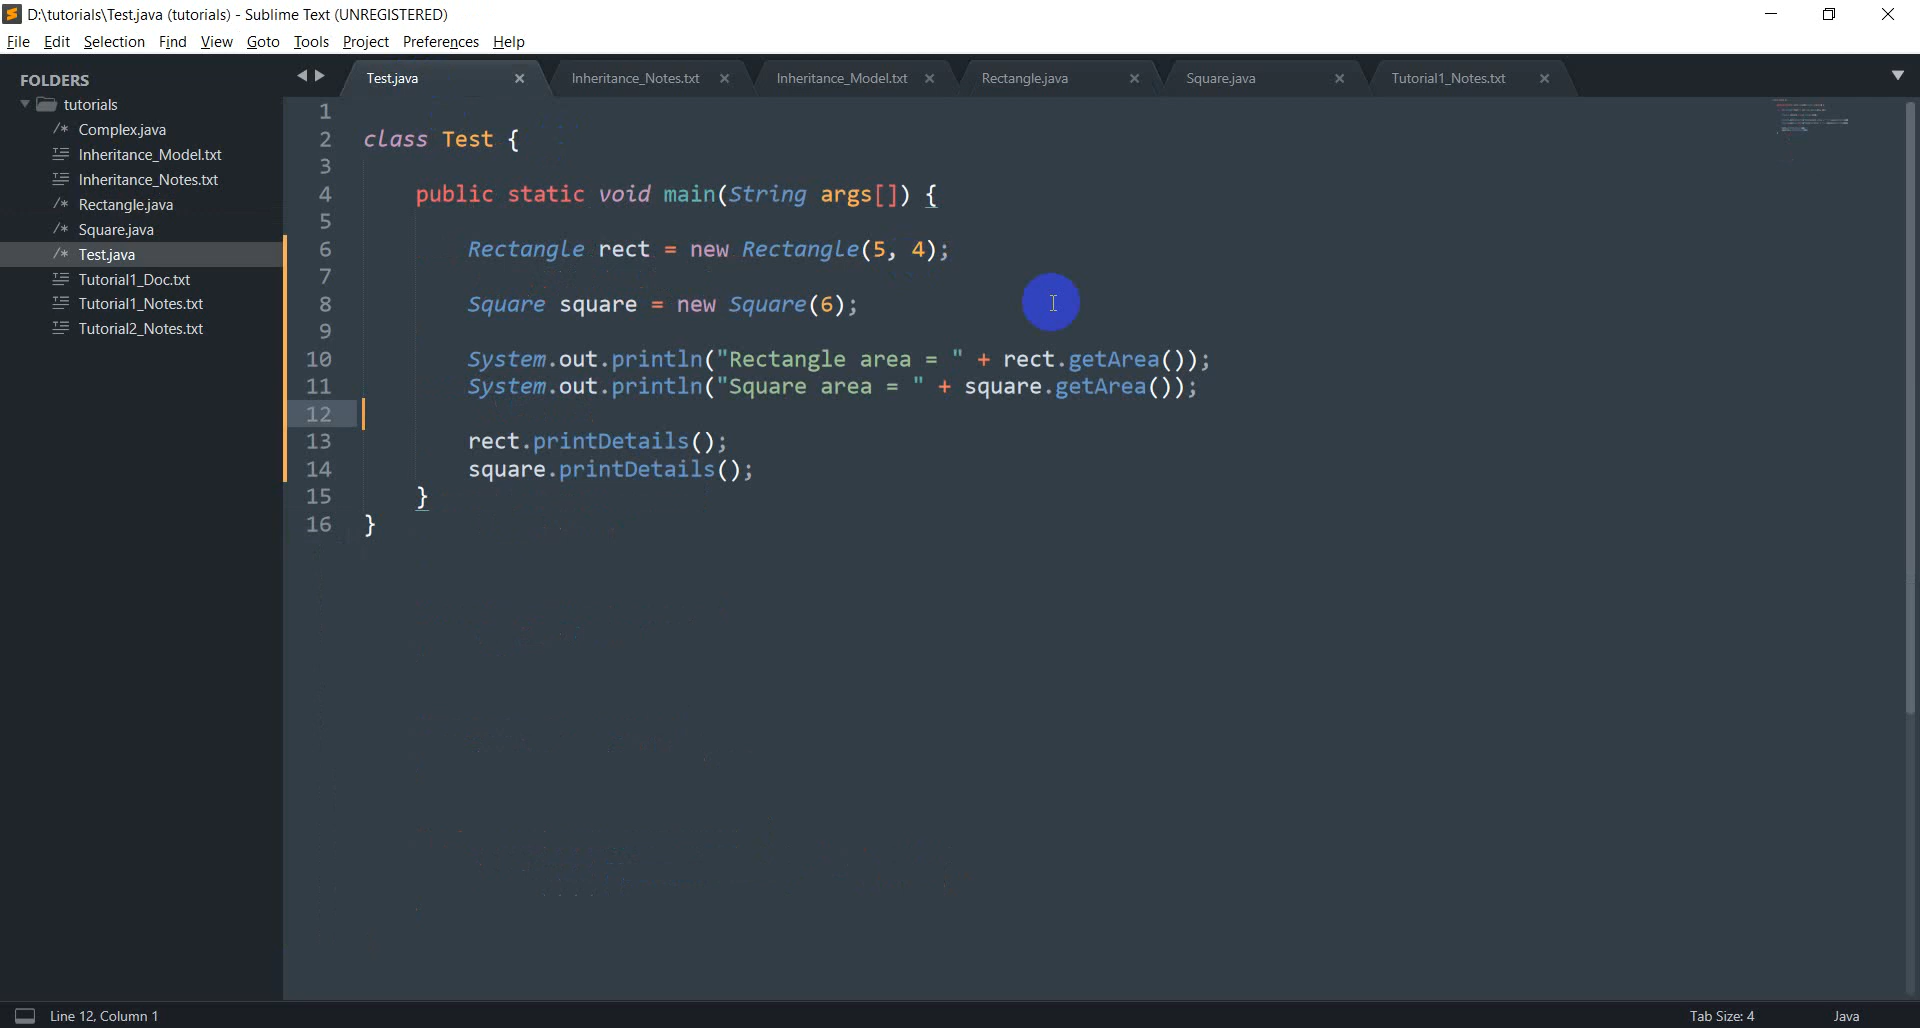 D:\tutorials\Test.java (tutorials) - Sublime Text (UNREGISTERED)
File Edit Selection Find View Goto Tools Project Preferences Help
FOLDERS
tutorials
/* Complex.java
Inheritance_Model.txt
Inheritance_Notes.txt
/* Rectangle.java
/* Square.java
/* Test.java
Tutorial1_Doc.txt
Tutorial1_Notes.txt
Tutorial2_Notes.txt
Test.java Inheritance_Notes.txt Inheritance_Model.txt Rectangle.java Square.java Tutorial1_Notes.txt
1
2 class Test {
3
4 public static void main(String args[]) {
5
6 Rectangle rect = new Rectangle(5, 4);
7
8 Square square = new Square(6);
9
10 System.out.println("Rectangle area = " + rect.getArea());
11 System.out.println("Square area = " + square.getArea());
12
13 rect.printDetails();
14 square.printDetails();
15 }
16 }
Line 12, Column 1 Tab Size: 4 Java